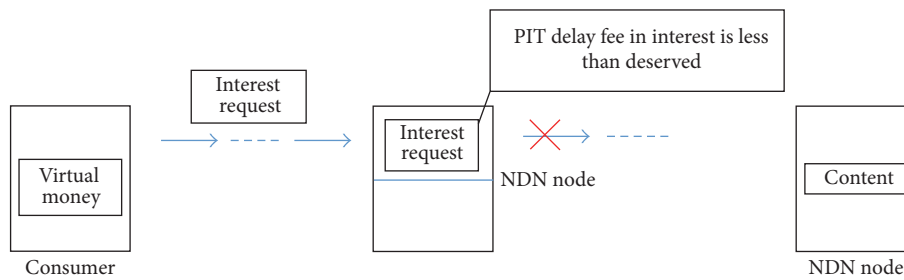 PIT delay fee in interest is less
than deserved
Interest
request
Interest
request
Virtual
money
NDN node
Content
Consumer
NDN node